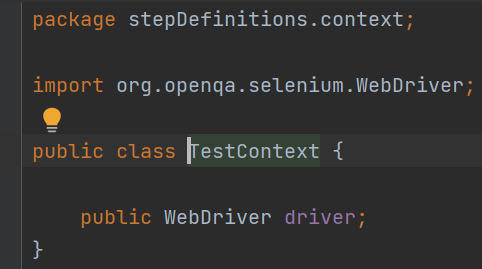 package stepDefinitions.context;
import org.openqa.selenium.WebDriver;
public class TestContext {
public WebDriver driver;
}